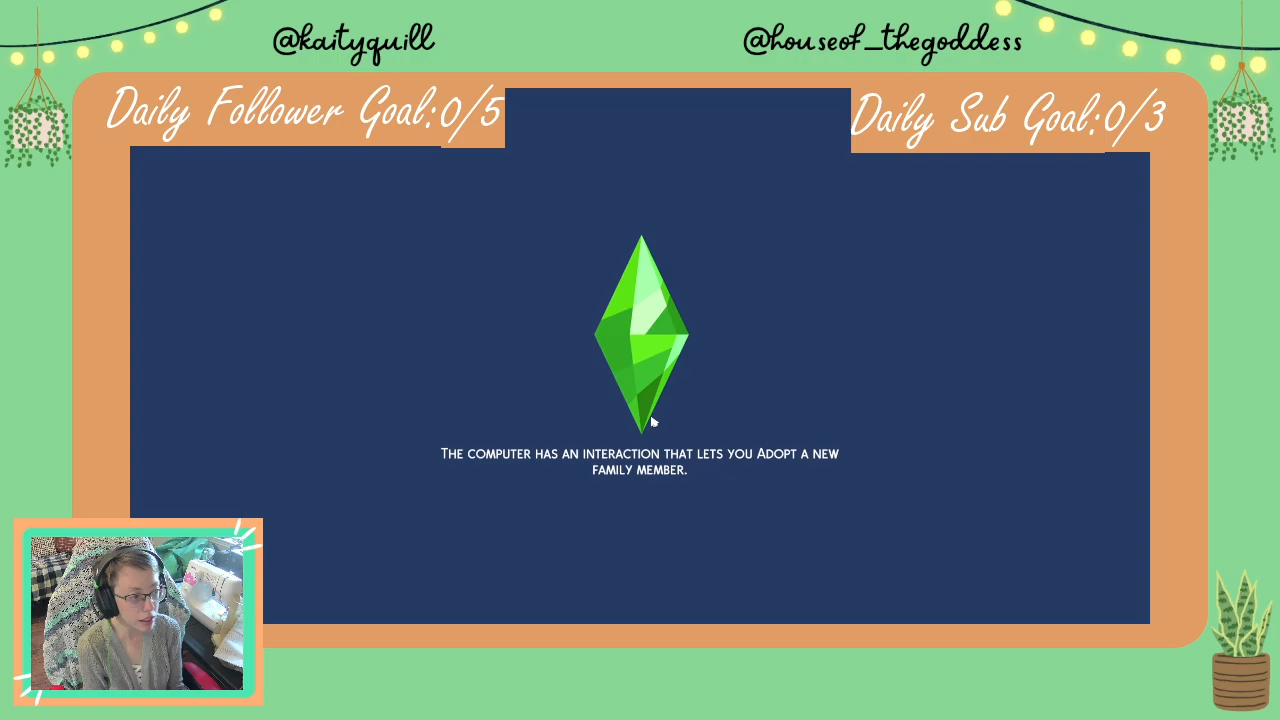 @kaityquill
@houseof_thegoddess
Daily Follower Goal:0/5
Daily Sub Goal:0/3
The computer has an interaction that lets you Adopt a new
family member.